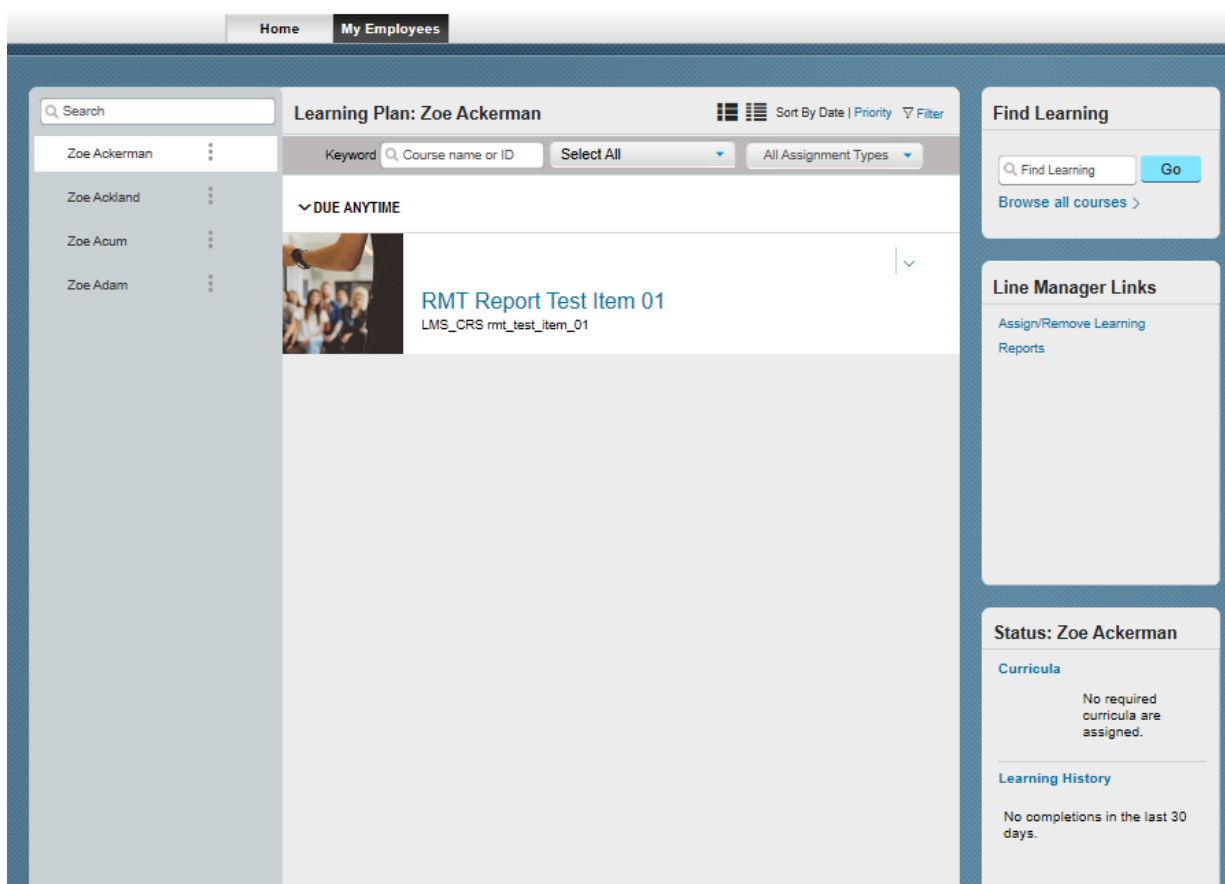 Home My Employees
Search
Zoe Ackerman
Zoe Ackland
Zoe Acum
Zoe Adam
Learning Plan: Zoe Ackerman
Sort By Date | Priority Filter
Keyword Course name or ID Select All All Assignment Types
DUE ANYTIME
RMT Report Test Item 01
LMS_CRS rmt_test_item_01
Find Learning
Find Learning Go
Browse all courses >
Line Manager Links
Assign/Remove Learning
Reports
Status: Zoe Ackerman
Curricula
No required
curricula are
assigned.
Learning History
No completions in the last 30
days.